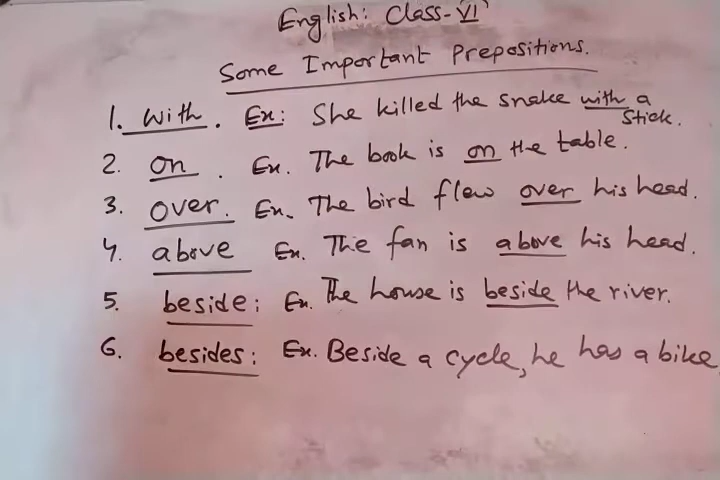 English: Class-VI
Some Important Prepositions.
1. With. Ex: She killed the snake with a
Stick.
2. on. Ex. The book is on the table.
3. over. Ex. The bird flew over his head.
4. above Ex. The fan is above his head.
5. beside: Ex. The house is beside the river.
6. besides: Ex. Beside a cycle, he has a bike